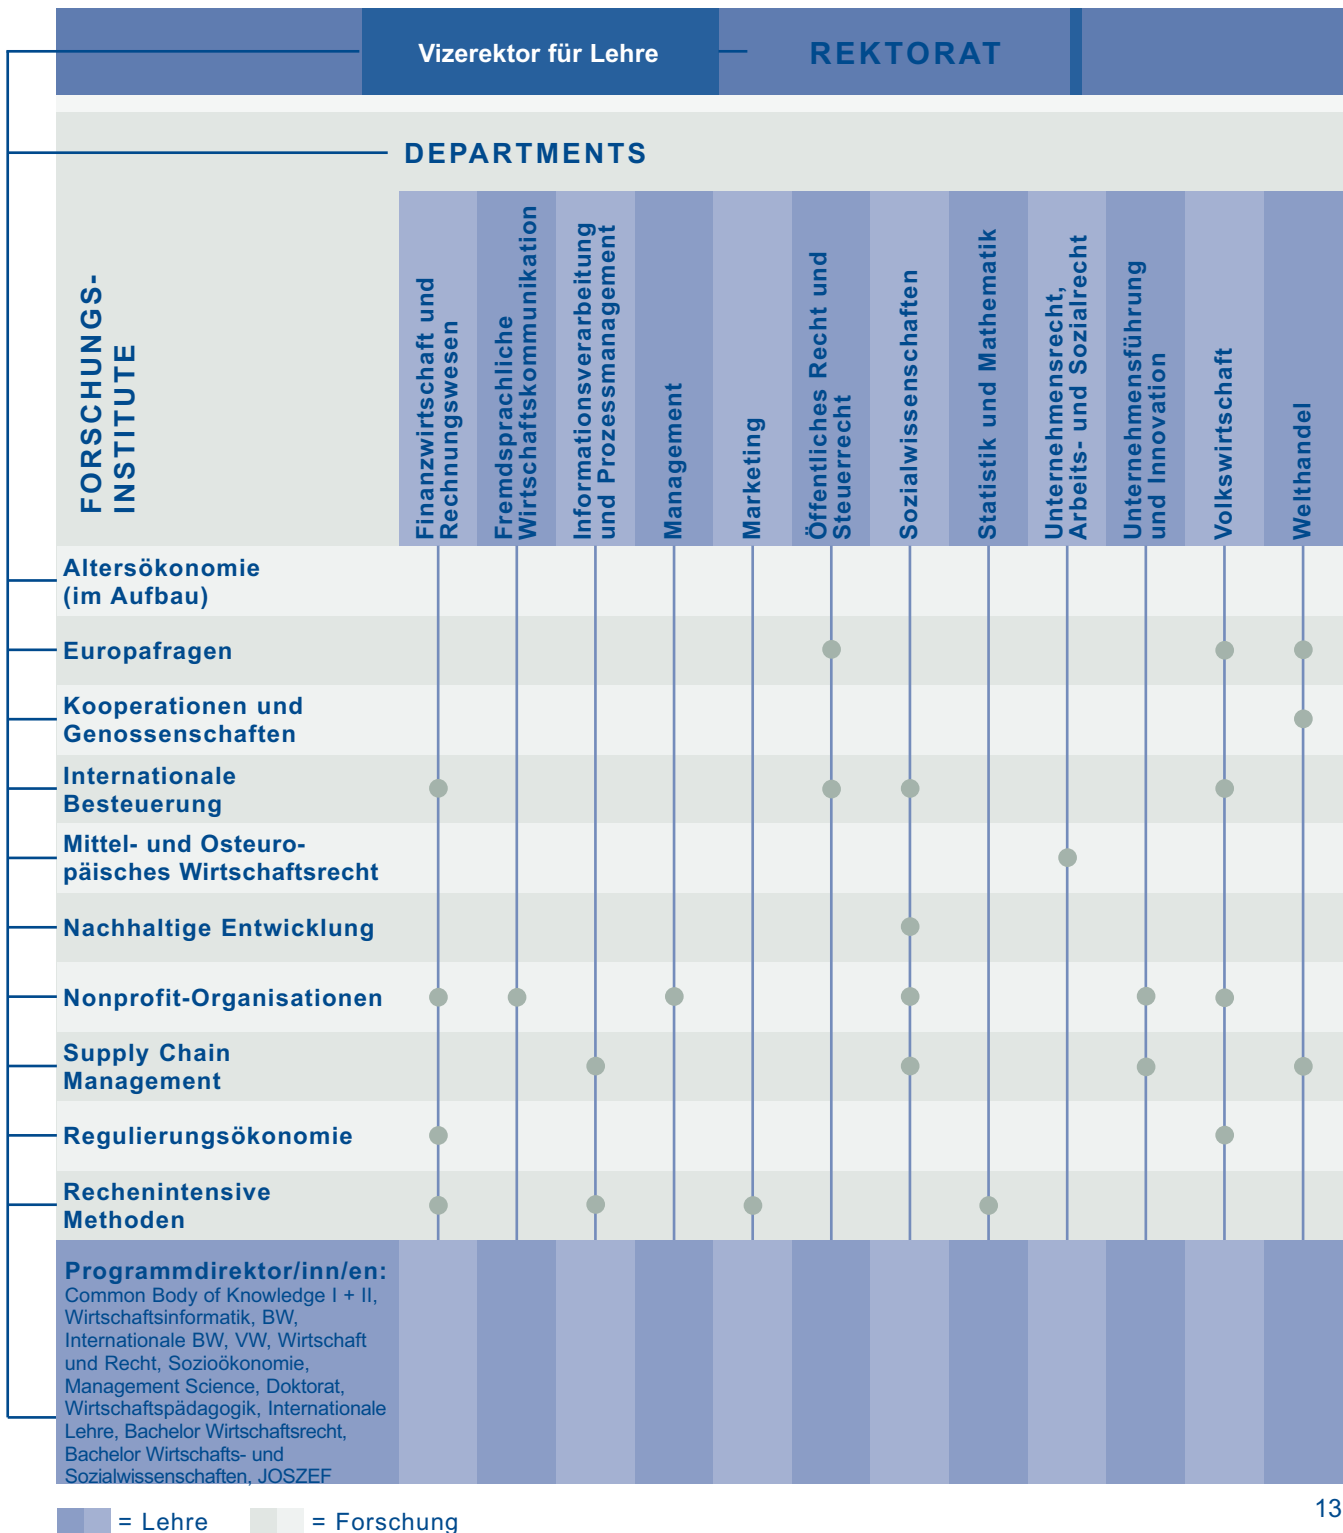 Vizerektor für Lehre
REKTORAT
DEPARTMENTS
FORSCHUNGS-
INSTITUTE
Finanzwirtschaft und
Rechnungswesen
Fremdsprachliche
Wirtschaftskommunikation
Informationsverarbeitung
und Prozessmanagement
Management
Marketing
Öffentliches Recht und
Steuerrecht
Sozialwissenschaften
Statistik und Mathematik
Unternehmensrecht,
Arbeits- und Sozialrecht
Unternehmensführung
und Innovation
Volkswirtschaft
Welthandel
Altersökonomie
(im Aufbau)
Europafragen
Kooperationen und
Genossenschaften
Internationale
Besteuerung
Mittel- und Osteuro-
päisches Wirtschaftsrecht
Nachhaltige Entwicklung
Nonprofit-Organisationen
Supply Chain
Management
Regulierungsökonomie
Rechenintensive
Methoden
Programmdirektor/inn/en:
Common Body of Knowledge I + II,
Wirtschaftsinformatik, BW,
Internationale BW, VW, Wirtschaft
und Recht, Sozioökonomie,
Management Science, Doktorat,
Wirtschaftspädagogik, Internationale
Lehre, Bachelor Wirtschaftsrecht,
Bachelor Wirtschafts- und
Sozialwissenschaften, JOSZEF
= Lehre
= Forschung
13